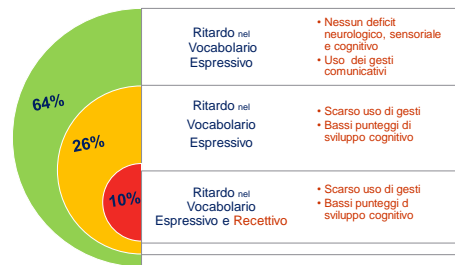 64%
Ritardo nel
Vocabolario
Espressivo
• Nessun deficit
neurologico, sensoriale
e cognitivo
• Uso dei gesti
comunicativi
26%
Ritardo nel
Vocabolario
Espressivo
• Scarso uso di gesti
• Bassi punteggi di
sviluppo cognitivo
10%
Ritardo nel
Vocabolario
Espressivo e Recettivo
• Scarso uso di gesti
• Bassi punteggi d
sviluppo cognitivo